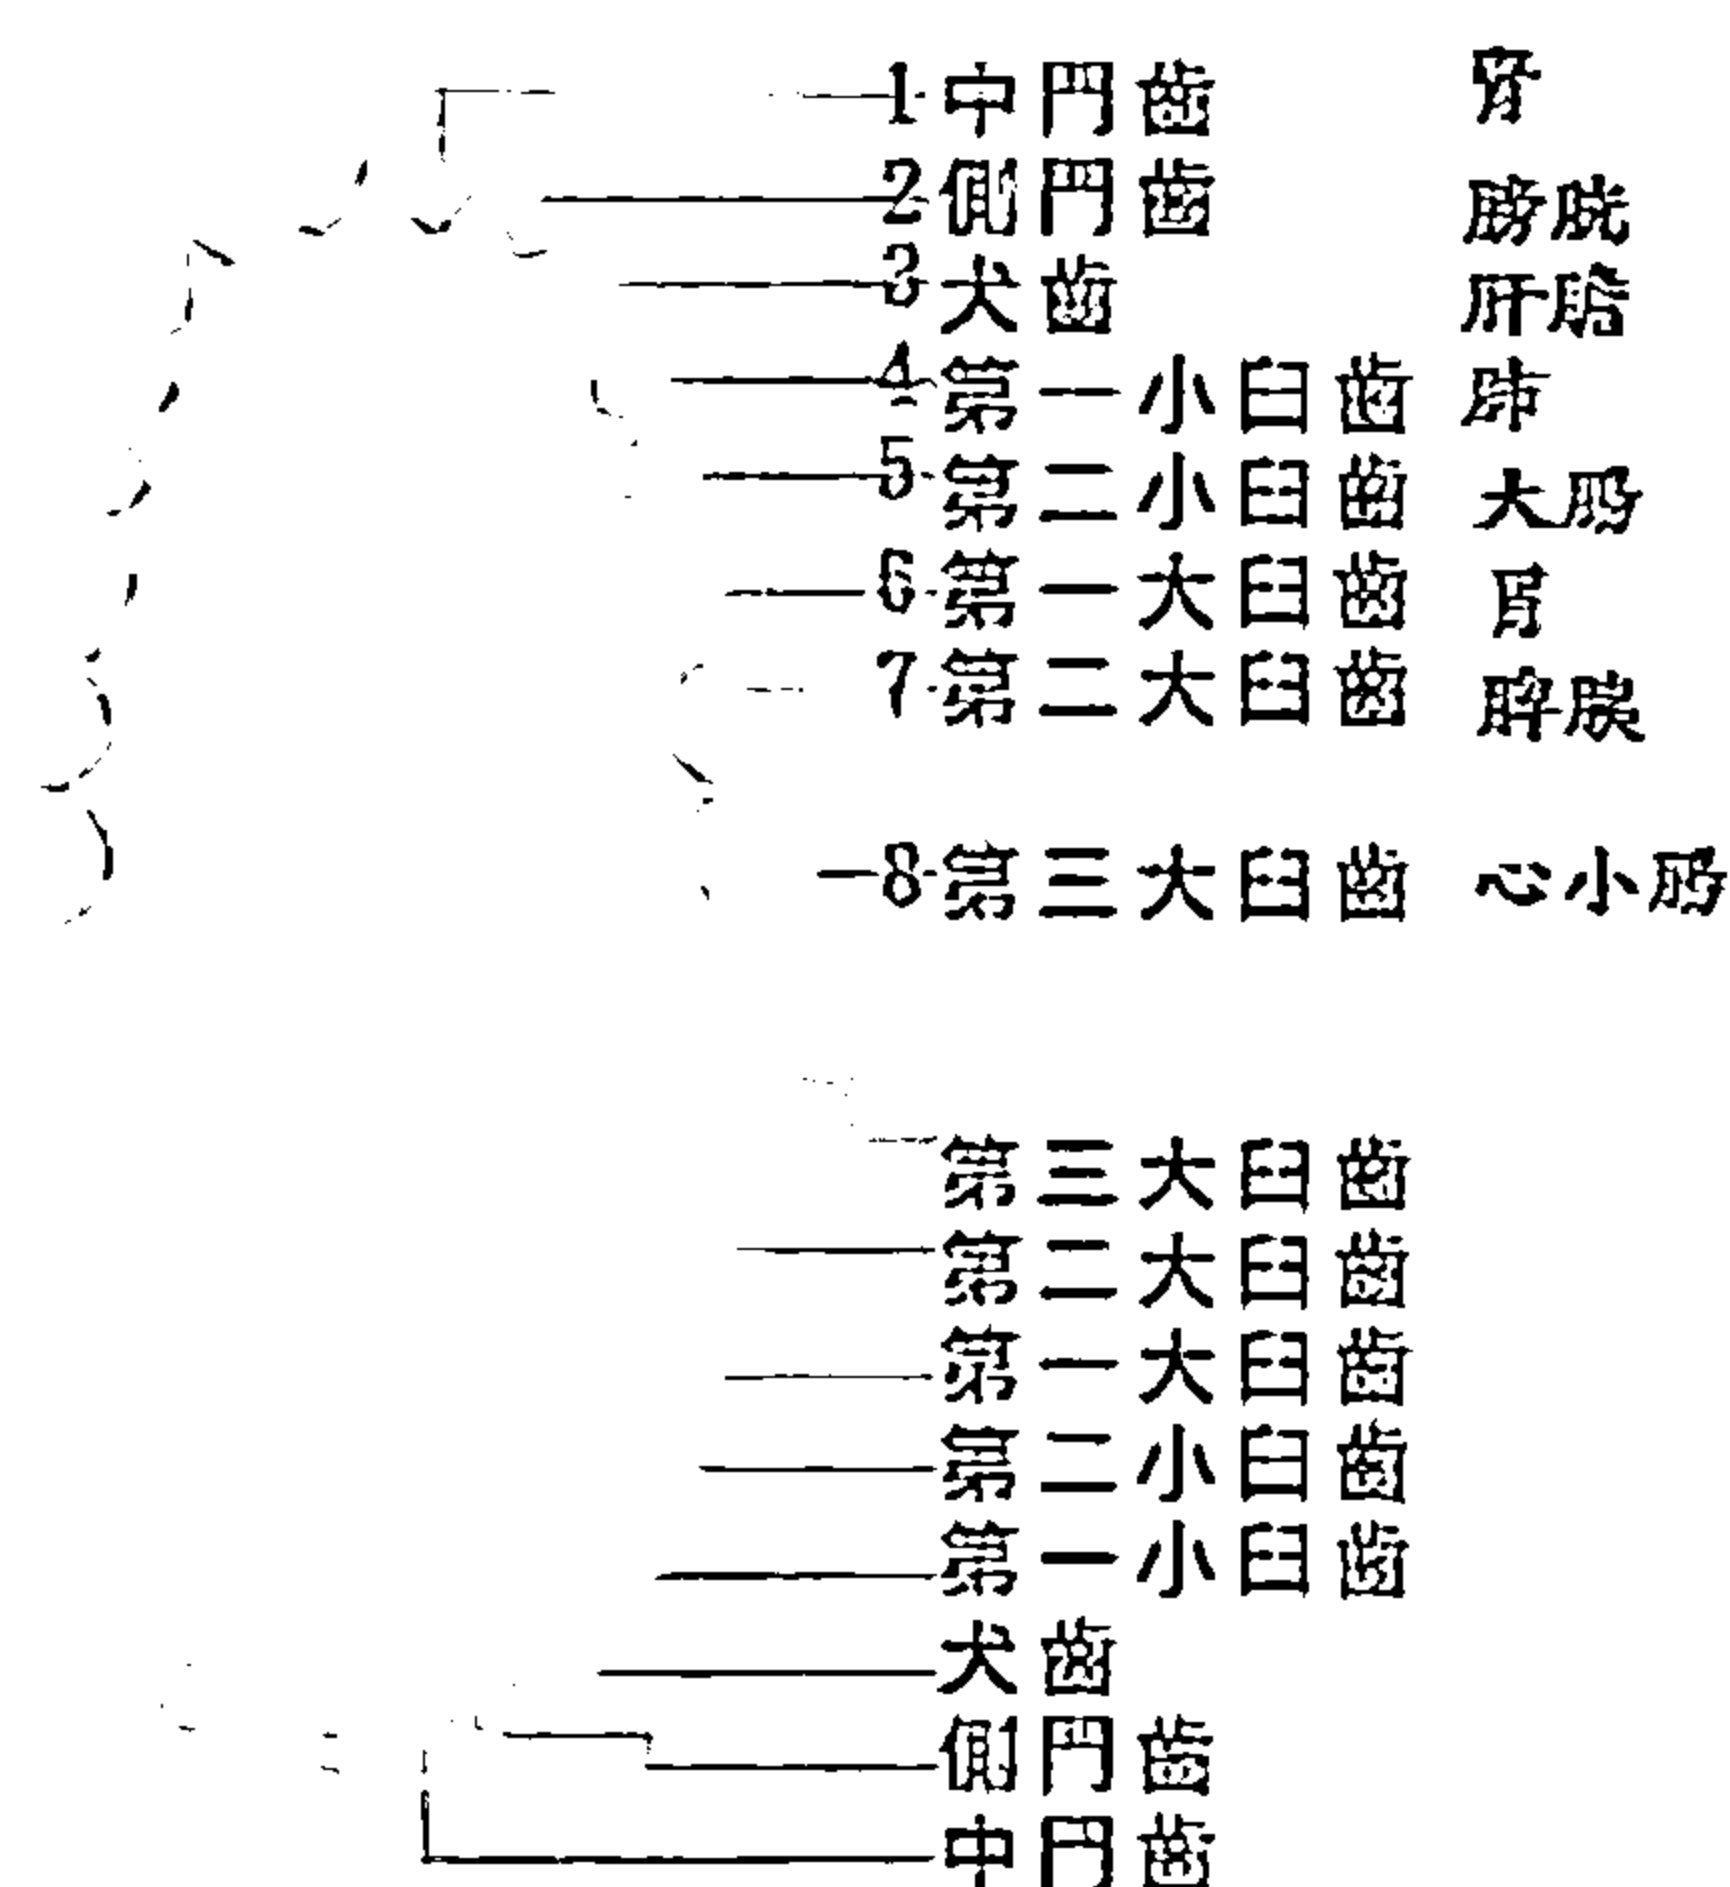 1 中門齒 腎
2 側門齒 膀胱
3 犬齒 肝膽
4 第一小臼齒 肺
5 第二小臼齒 大腸
6 第一大臼齒 胃
7 第二大臼齒 脾胰
8 第三大臼齒 心小腸
第三大臼齒
第二大臼齒
第一大臼齒
第二小臼齒
第一小臼齒
犬齒
側門齒
中門齒